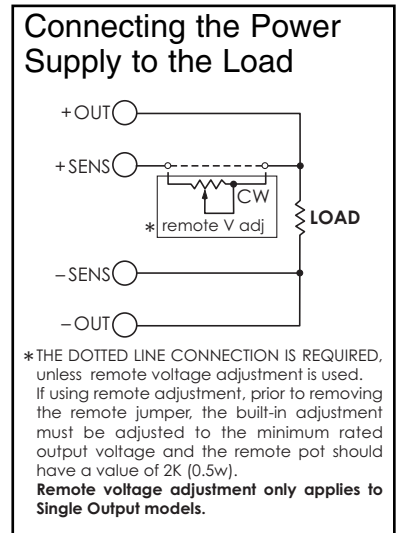 Connecting the Power
Supply to the Load
+OUT
+SENS
CW
* remote V adj
LOAD
–SENS
–OUT
* THE DOTTED LINE CONNECTION IS REQUIRED,
unless remote voltage adjustment is used.
If using remote adjustment, prior to removing
the remote jumper, the built-in adjustment
must be adjusted to the minimum rated
output voltage and the remote pot should
have a value of 2K (0.5w).
Remote voltage adjustment only applies to
Single Output models.